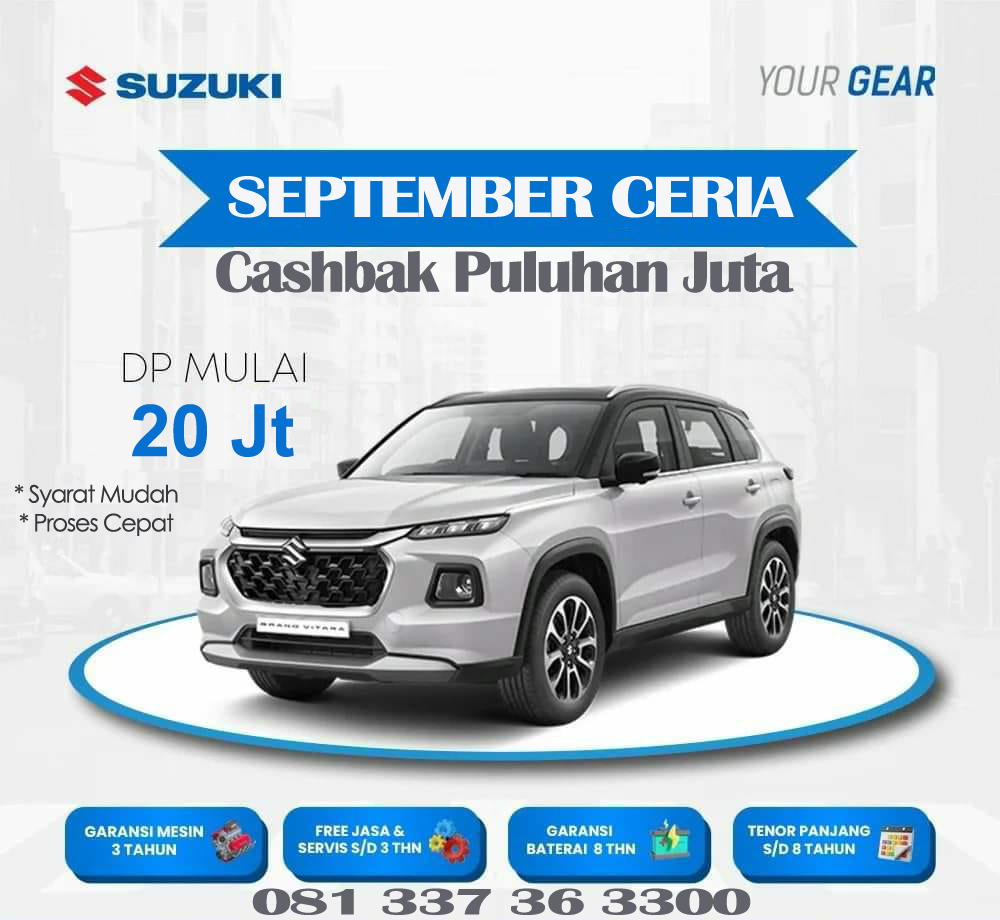 SUZUKI
YOUR GEAR
SEPTEMBER CERIA
Cashbak Puluhan Juta
DP MULAI
20 Jt
* Syarat Mudah
* Proses Cepat
GRAND VITARA
GARANSI MESIN
3 TAHUN
FREE JASA &
SERVIS S/D 3 THN
GARANSI
BATERAI 8 THN
TENOR PANJANG
S/D 8 TAHUN
081 337 36 3300